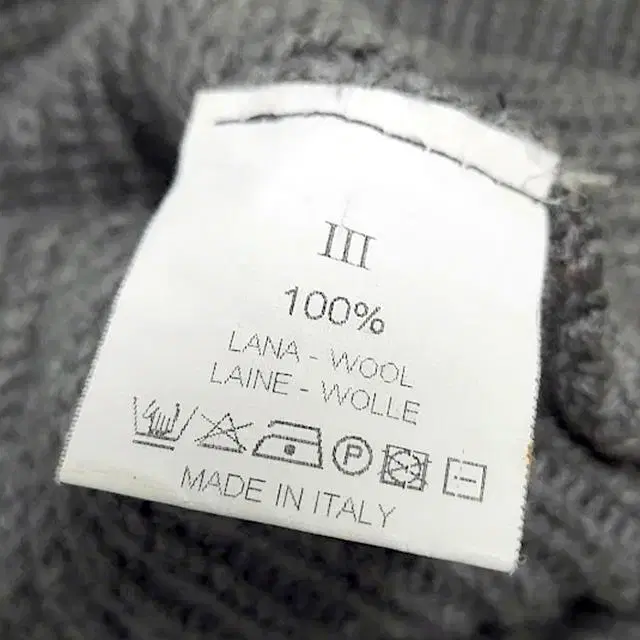 III
100%
LANA - WOOL
LAINE - WOLLE
P
MADE IN ITALY